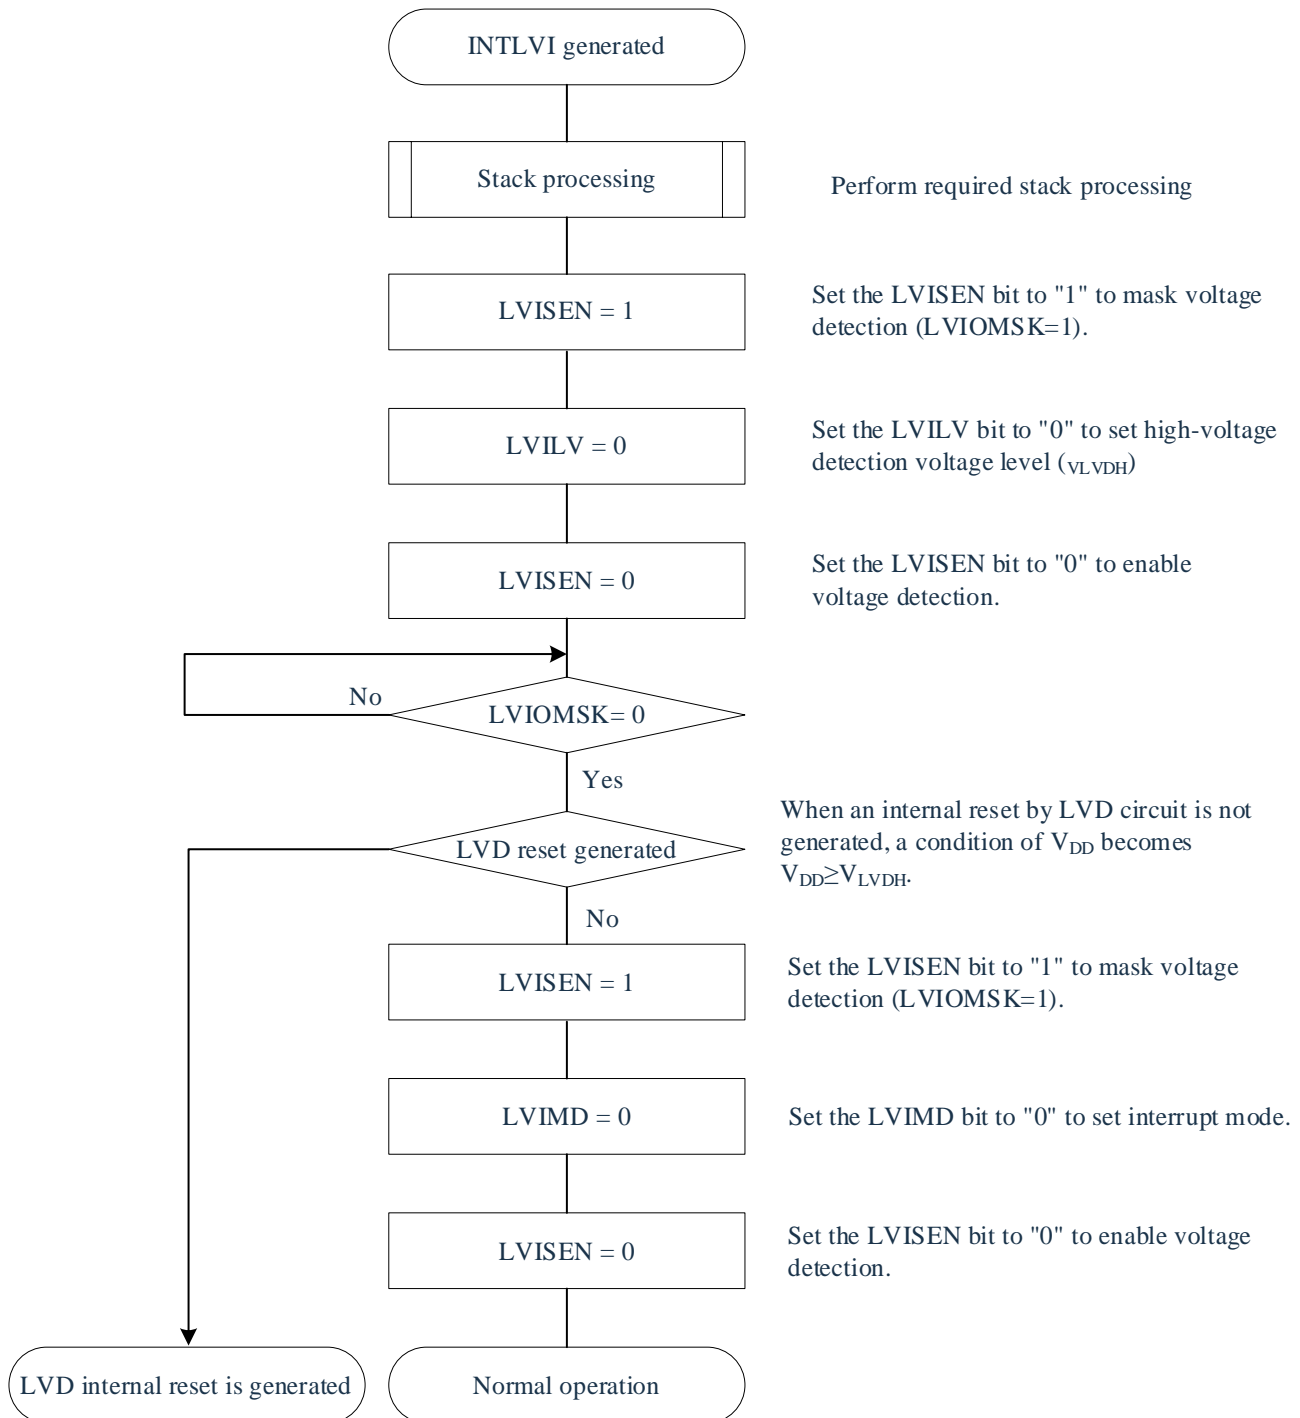 INTLVI generated
Stack processing
Perform required stack processing
LVISEN = 1
Set the LVISEN bit to "1" to mask voltage
detection (LVIOMSK=1).
LVILV = 0
Set the LVILV bit to "0" to set high-voltage
detection voltage level (VLVDH)
LVISEN = 0
Set the LVISEN bit to "0" to enable
voltage detection.
No
LVIOMSK= 0
Yes
LVD reset generated
When an internal reset by LVD circuit is not
generated, a condition of VDD becomes
VDD≥VLVDH.
No
LVISEN = 1
Set the LVISEN bit to "1" to mask voltage
detection (LVIOMSK=1).
LVIMD = 0
Set the LVIMD bit to "0" to set interrupt mode.
LVISEN = 0
Set the LVISEN bit to "0" to enable voltage
detection.
LVD internal reset is generated
Normal operation